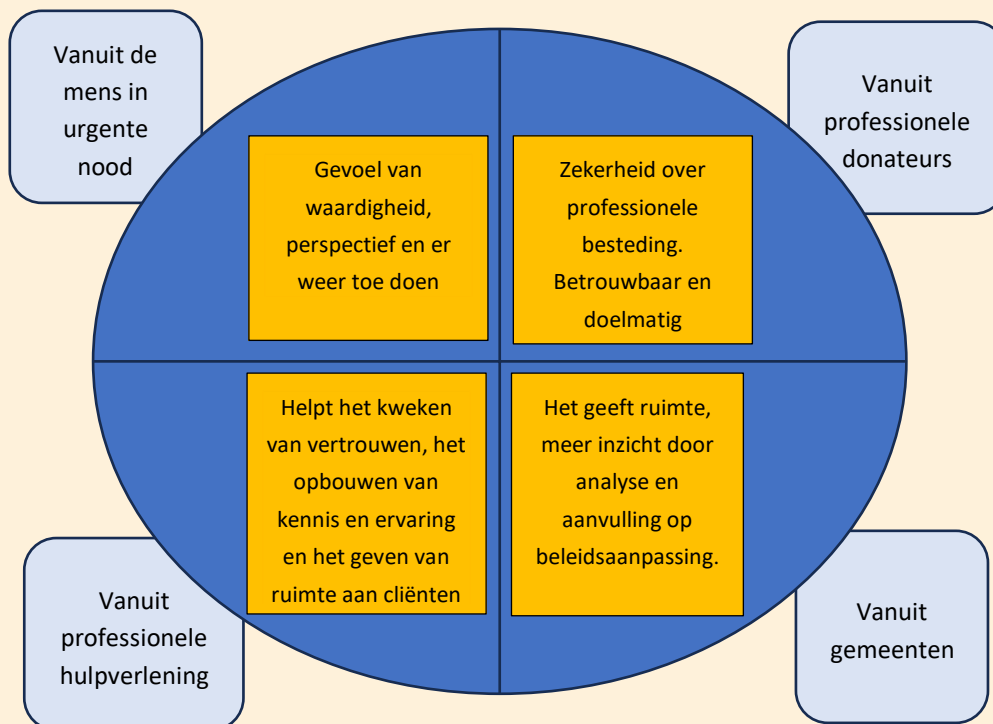 Vanuit de
mens in
urgente
nood
Vanuit
professionele
donateurs
Gevoel van
waardigheid,
perspectief en er
weer toe doen
Zekerheid over
professionele
besteding.
Betrouwbaar en
doelmatig
Helpt het kweken
van vertrouwen, het
opbouwen van
kennis en ervaring
en het geven van
ruimte aan cliënten
Het geeft ruimte,
meer inzicht door
analyse en
aanvulling op
beleidsaanpassing.
Vanuit
professionele
hulpverlening
Vanuit
gemeenten